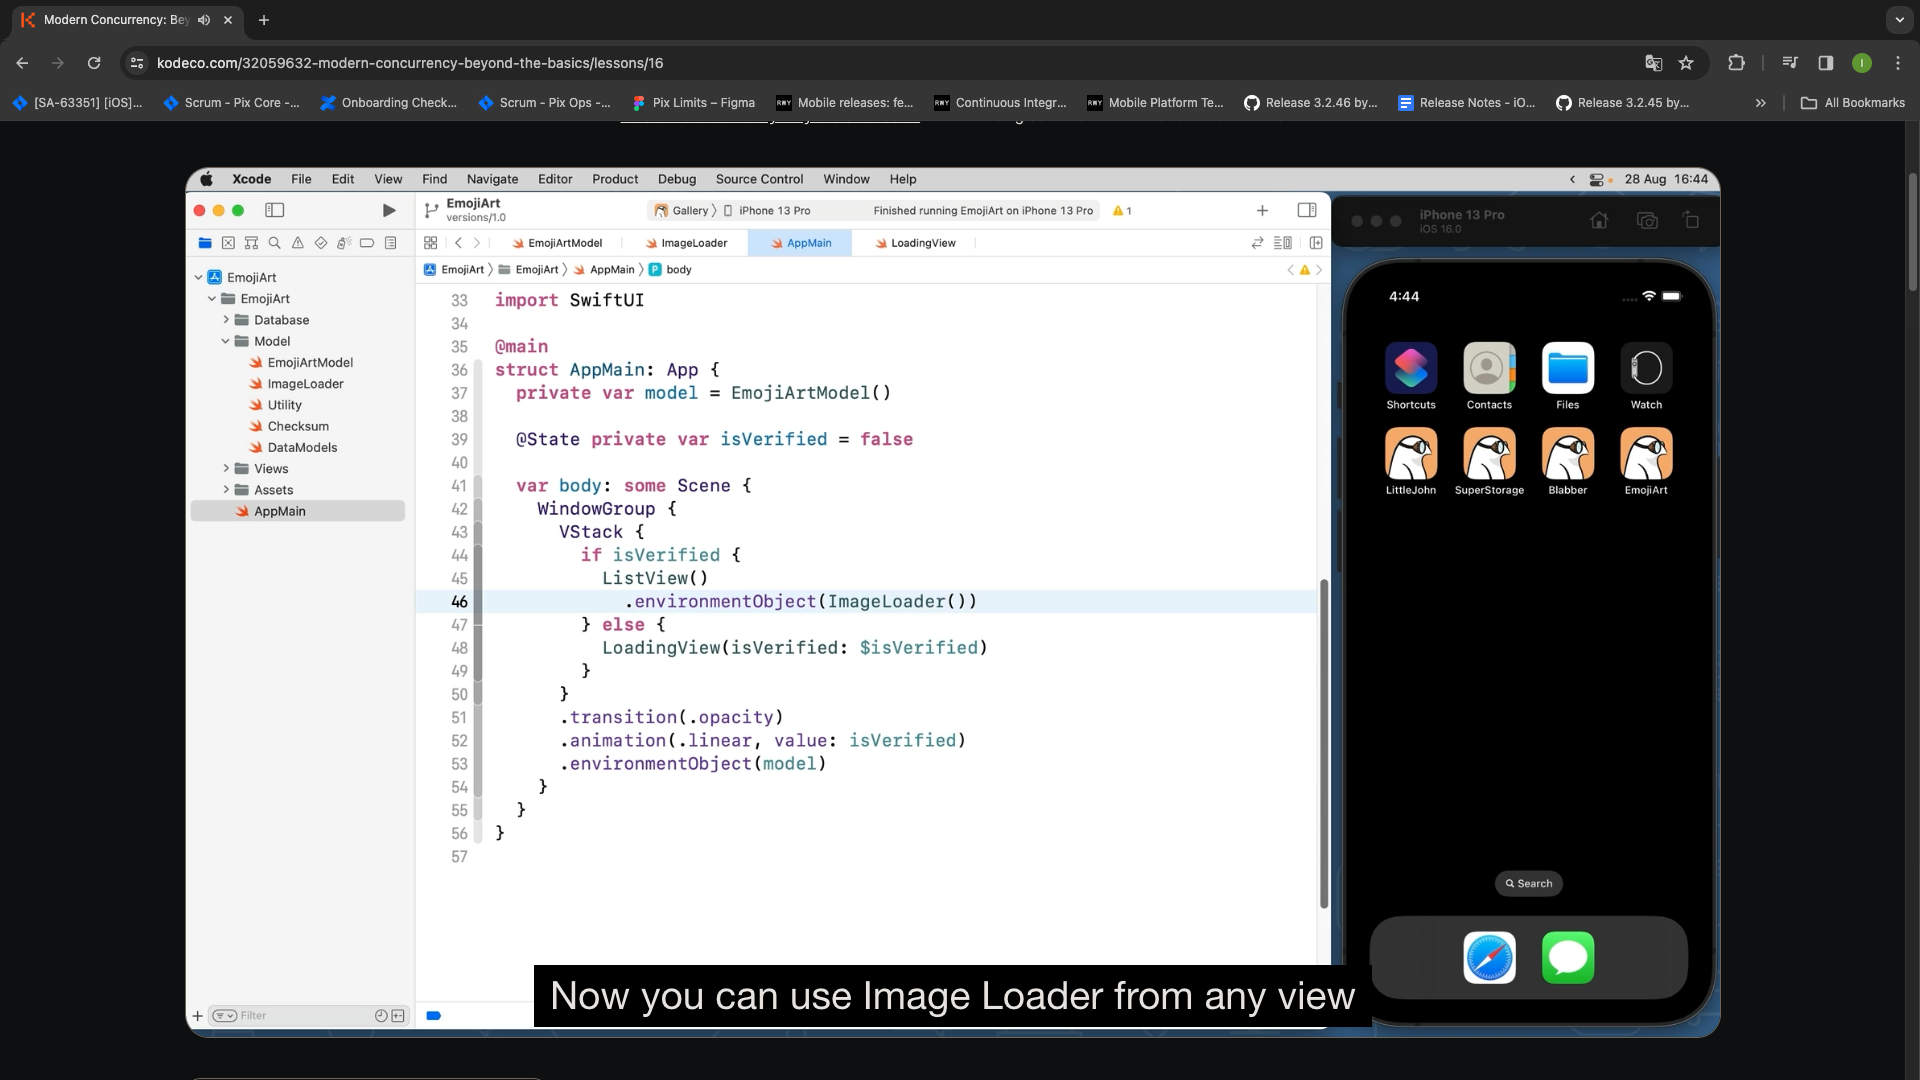 Modern Concurrency: Bey
kodeco.com/32059632-modern-concurrency-beyond-the-basics/lessons/16
[SA-63351] [iOS]...
Scrum - Pix Core -...
Onboarding Check...
Scrum - Pix Ops -...
Pix Limits – Figma
Mobile releases: fe...
Continuous Integr...
Mobile Platform Te...
Release 3.2.46 by...
Release Notes - iO...
Release 3.2.45 by...
All Bookmarks
Xcode File Edit View Find Navigate Editor Product Debug Source Control Window Help
28 Aug 16:44
EmojiArt
versions/1.0
Gallery
iPhone 13 Pro
Finished running EmojiArt on iPhone 13 Pro
1
EmojiArtModel
ImageLoader
AppMain
LoadingView
EmojiArt
EmojiArt
AppMain
P body
EmojiArt
EmojiArt
Database
Model
EmojiArtModel
ImageLoader
Utility
Checksum
DataModels
Views
Assets
AppMain
Filter
33 import SwiftUI
34
35 @main
36 struct AppMain: App {
37 private var model = EmojiArtModel()
38
39 @State private var isVerified = false
40
41 var body: some Scene {
42 WindowGroup {
43 VStack {
44 if isVerified {
45 ListView()
46 .environmentObject(ImageLoader())
47 } else {
48 LoadingView(isVerified: $isVerified)
49 }
50 }
51 .transition(.opacity)
52 .animation(.linear, value: isVerified)
53 .environmentObject(model)
54 }
55 }
56 }
57
iPhone 13 Pro
iOS 16.0
4:44
Shortcuts
Contacts
Files
Watch
LittleJohn
SuperStorage
Blabber
EmojiArt
Search
Now you can use Image Loader from any view